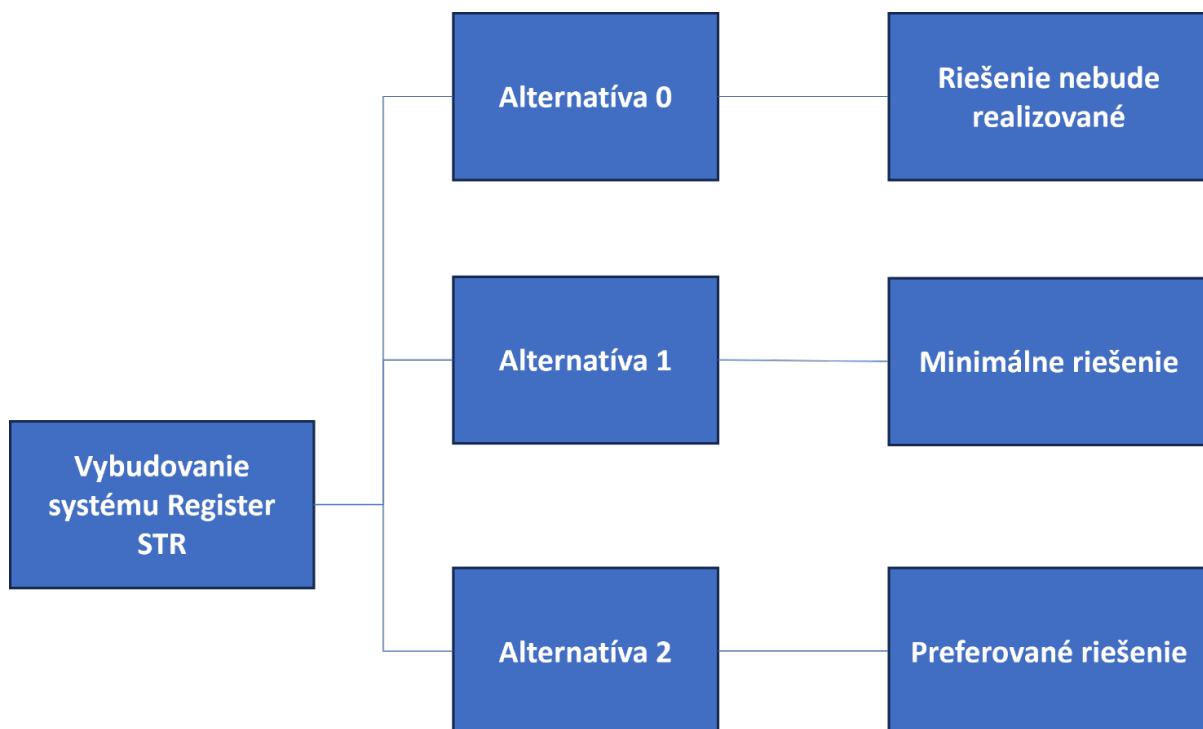 Alternatíva 0
Riešenie nebude
realizované
Alternatíva 1
Minimálne riešenie
Vybudovanie
systému Register
STR
Alternatíva 2
Preferované riešenie